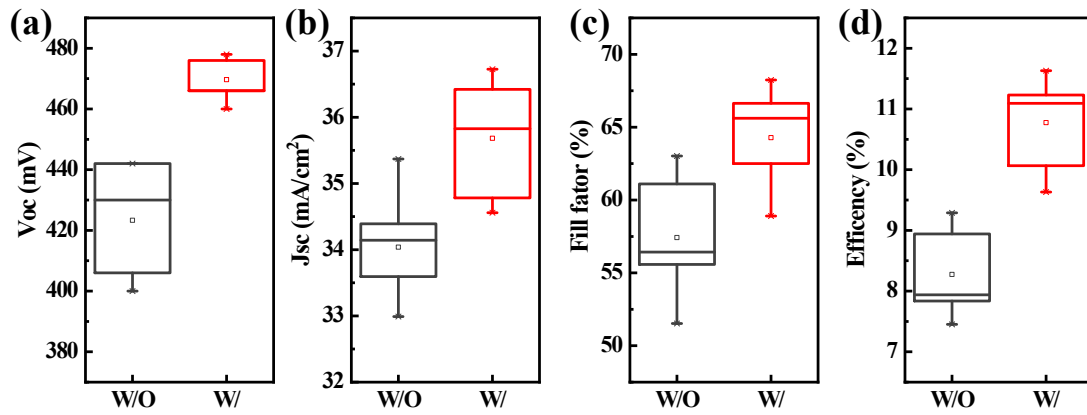 (a)
Voc (mV)
480
460
440
420
400
380
W/O W/
(b)
Jsc (mA/cm²)
37
36
35
34
33
32
W/O W/
(c)
Fill fator (%)
70
65
60
55
50
W/O W/
(d)
Efficency (%)
12
11
10
9
8
7
W/O W/